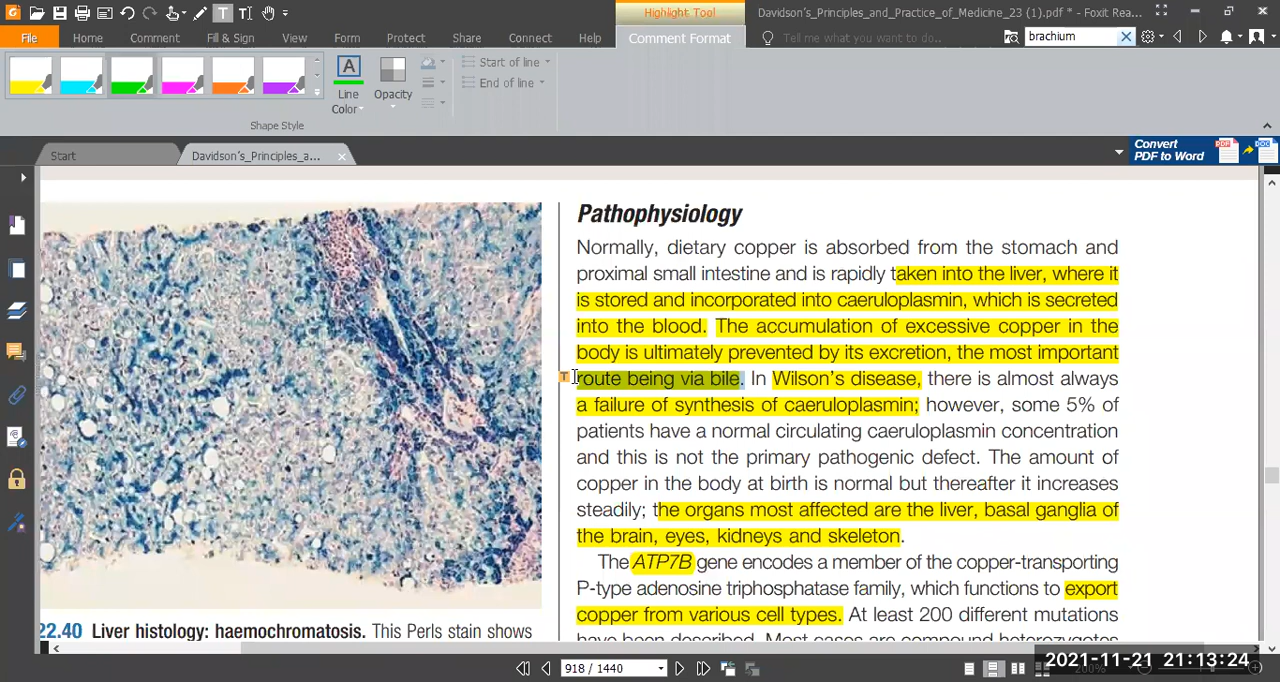 Highlight Tool
Davidson's_Principles_and_Practice_of_Medicine_23 (1).pdf * - Foxit Rea...
File Home Comment Fill & Sign View Form Protect Share Connect Help Comment Format
Tell me what you want to do..
brachium
Line Color
Opacity
Start of line
End of line
Shape Style
Start
Davidson's_Principles_a...
Convert
PDF to Word
Pathophysiology
Normally, dietary copper is absorbed from the stomach and
proximal small intestine and is rapidly taken into the liver, where it
is stored and incorporated into caeruloplasmin, which is secreted
into the blood. The accumulation of excessive copper in the
body is ultimately prevented by its excretion, the most important
route being via bile. In Wilson's disease, there is almost always
a failure of synthesis of caeruloplasmin; however, some 5% of
patients have a normal circulating caeruloplasmin concentration
and this is not the primary pathogenic defect. The amount of
copper in the body at birth is normal but thereafter it increases
steadily; the organs most affected are the liver, basal ganglia of
the brain, eyes, kidneys and skeleton.
The ATP7B gene encodes a member of the copper-transporting
P-type adenosine triphosphatase family, which functions to export
copper from various cell types. At least 200 different mutations
have been described. Most cases are compound heterozygotes
22.40 Liver histology: haemochromatosis. This Perls stain shows
918 / 1440
200%
2021-11-21 21:13:24